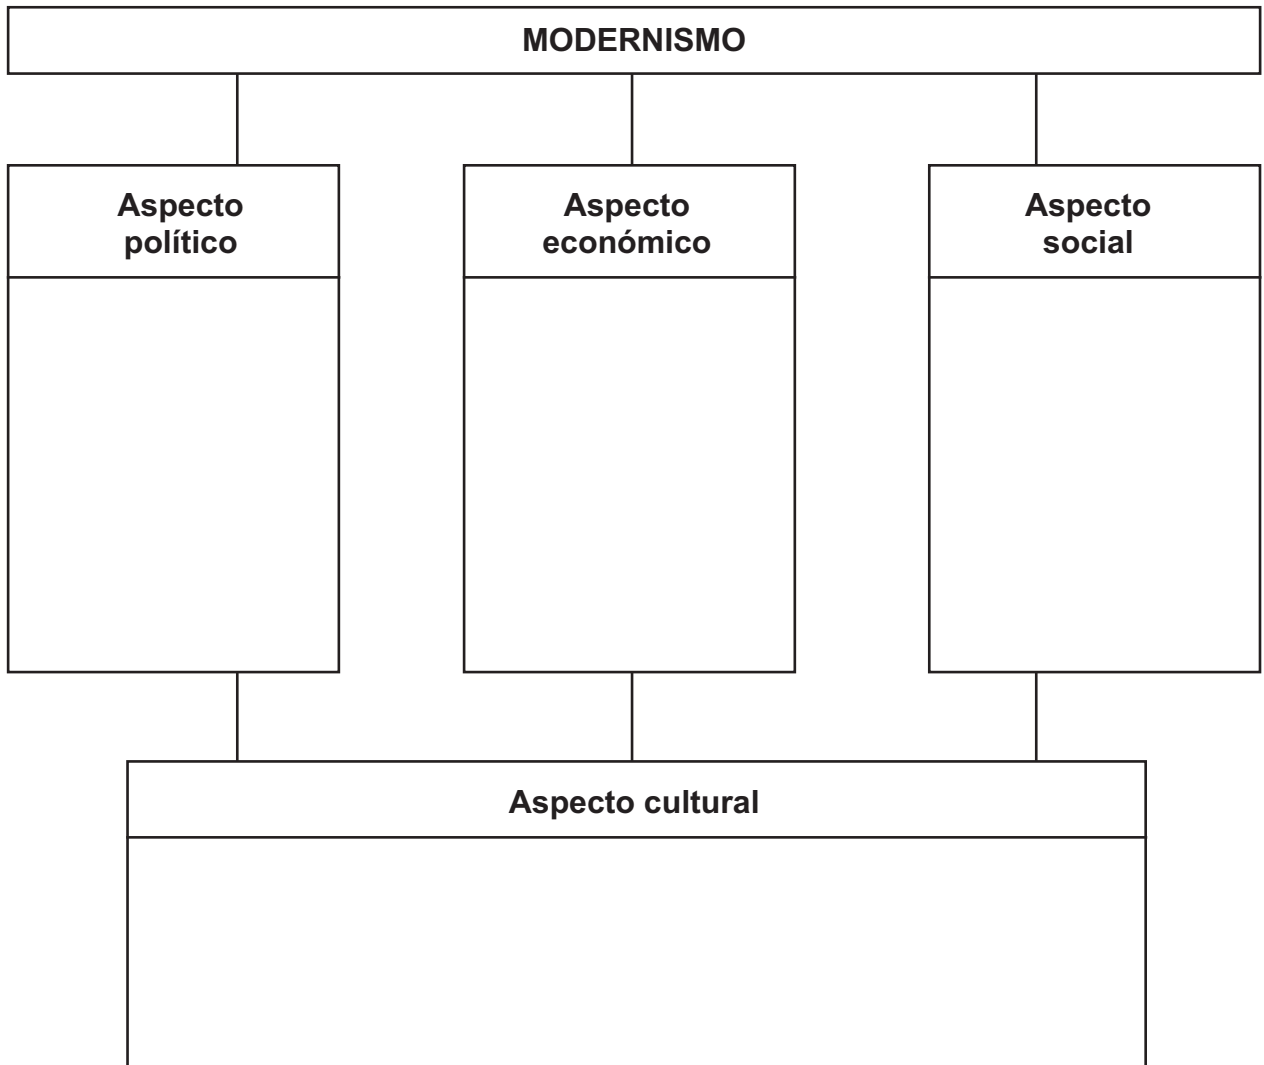 MODERNISMO
Aspecto
político
Aspecto
económico
Aspecto
social
Aspecto cultural